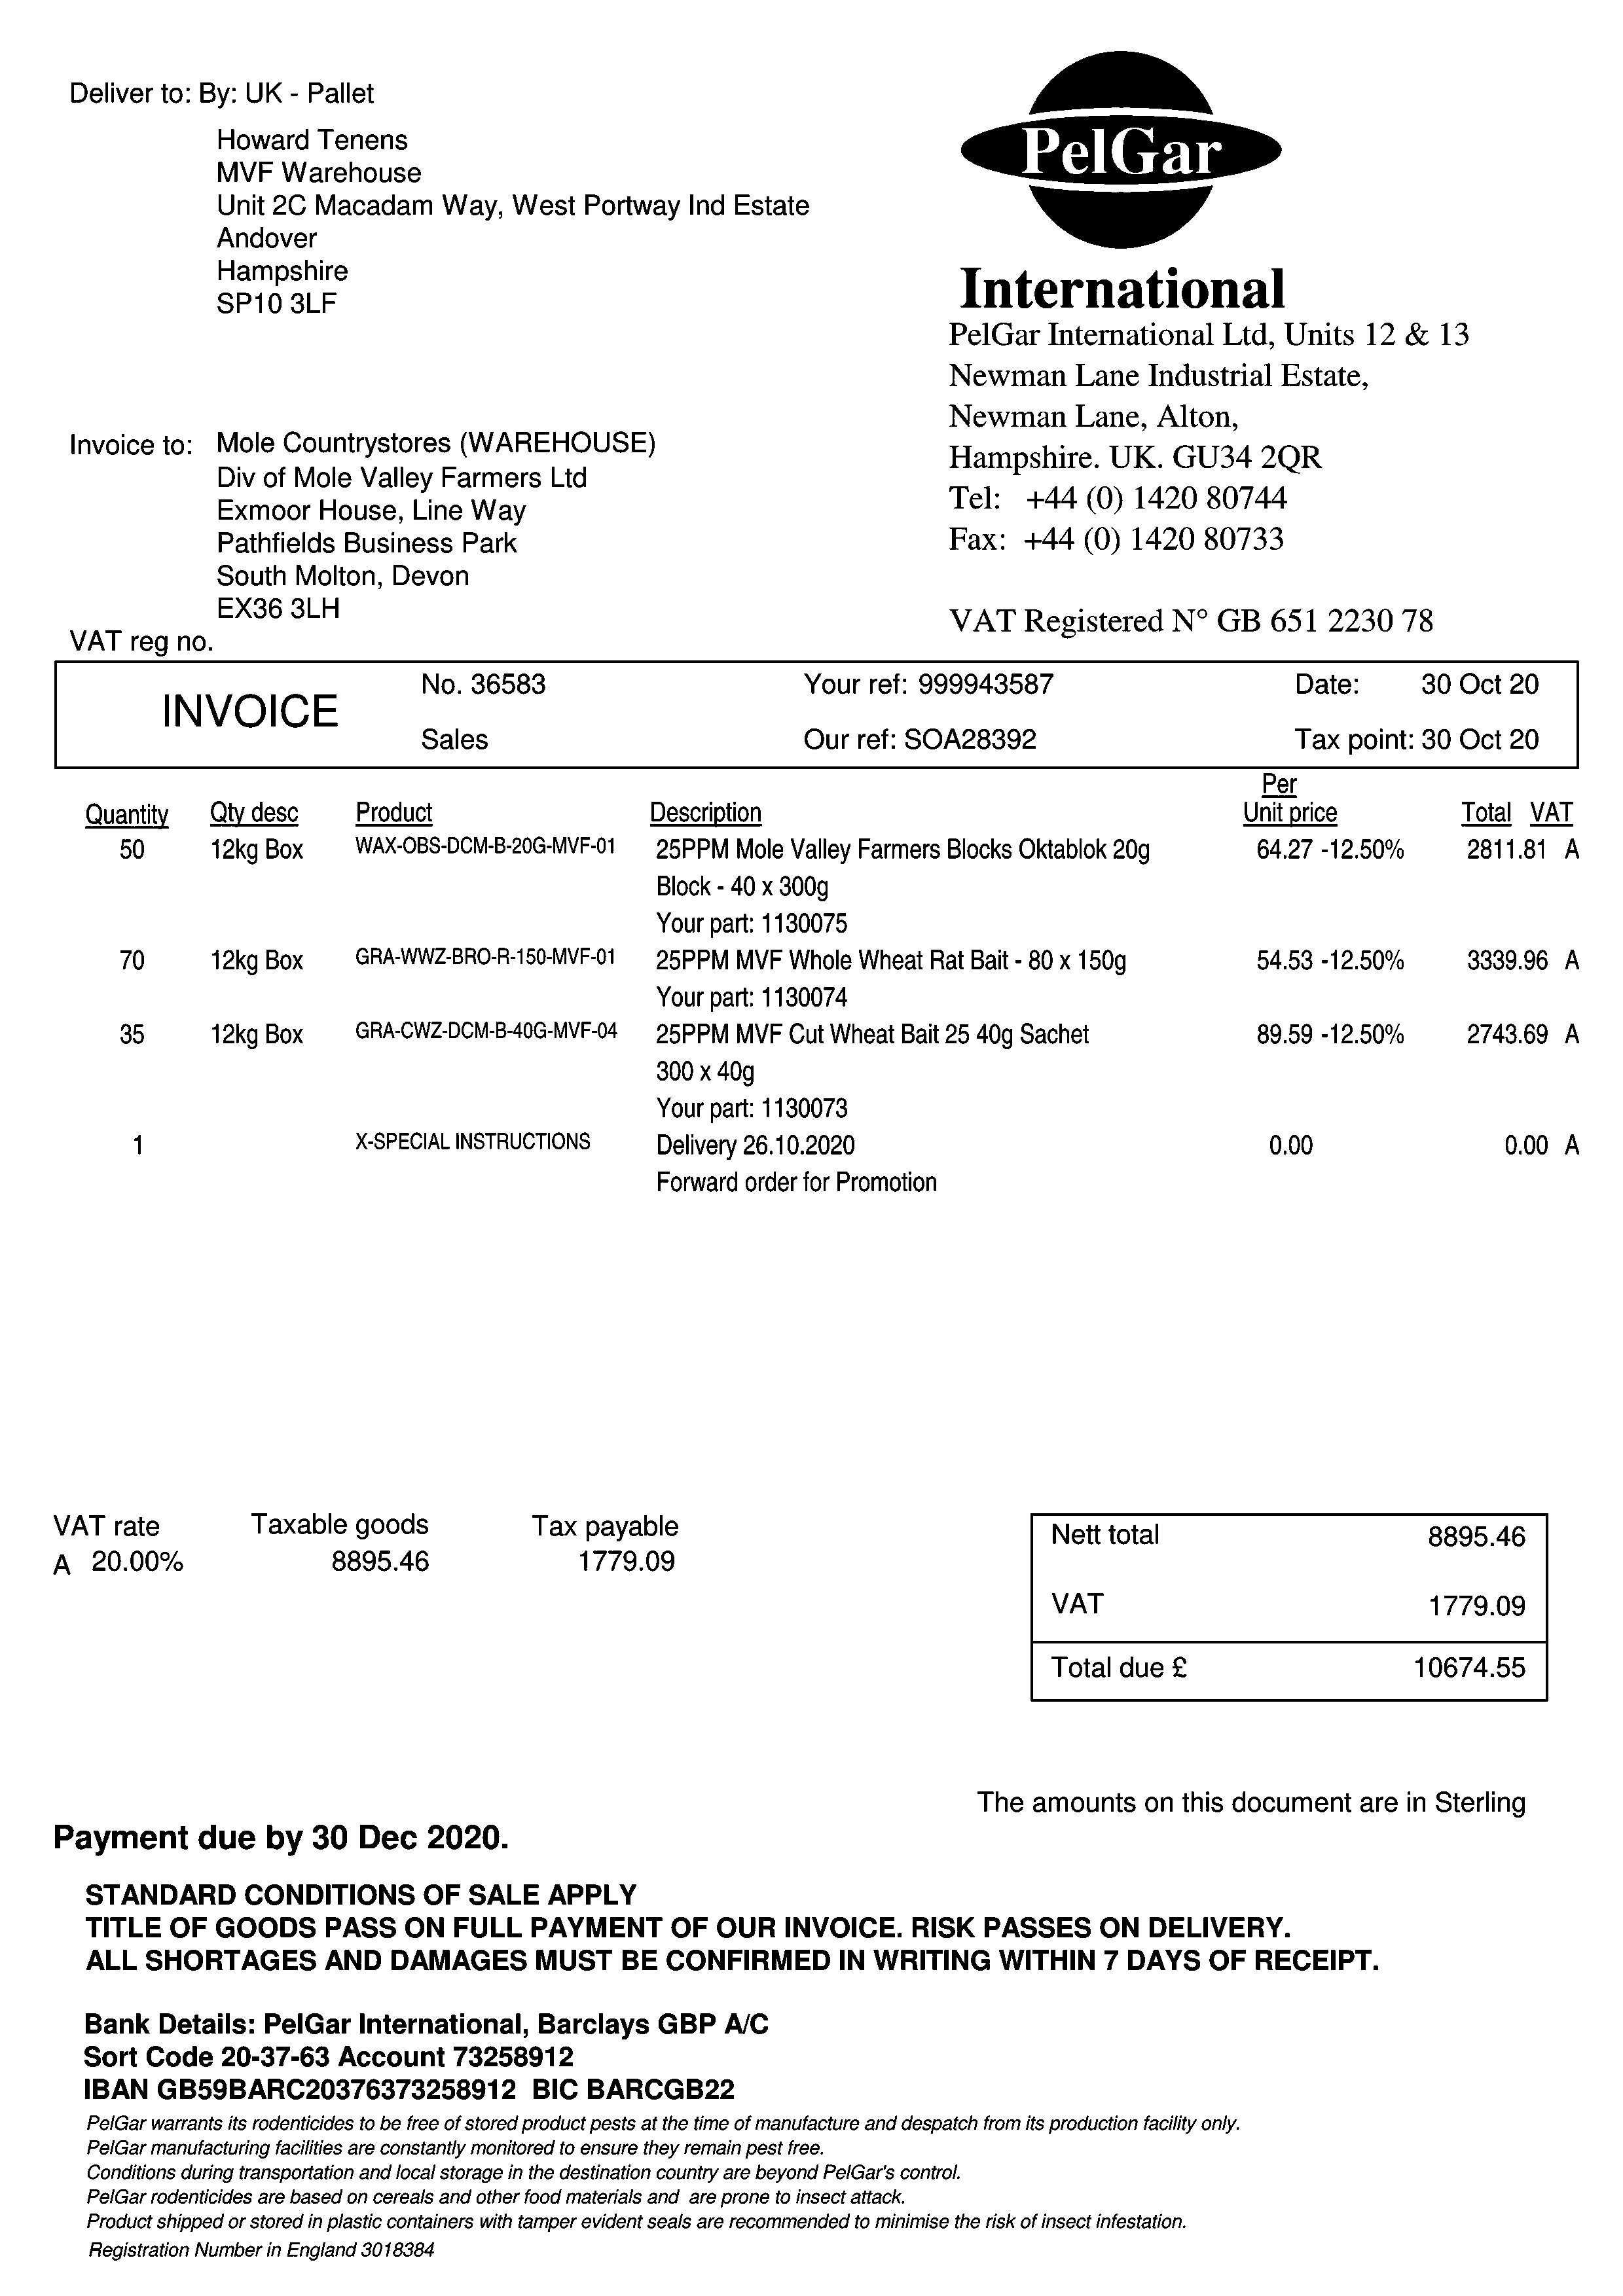 Deliver to: By: UK - Pallet
Howard Tenens
MVF Warehouse
Unit 2C Macadam Way, West Portway Ind Estate
Andover
Hampshire
SP10 3LF
PelGar
International
PelGar International Ltd, Units 12 & 13
Newman Lane Industrial Estate,
Newman Lane, Alton,
Hampshire. UK. GU34 2QR
Tel: +44 (0) 1420 80744
Fax: +44 (0) 1420 80733
VAT Registered N° GB 651 2230 78
Invoice to: Mole Countrystores (WAREHOUSE)
Div of Mole Valley Farmers Ltd
Exmoor House, Line Way
Pathfields Business Park
South Molton, Devon
EX36 3LH
VAT reg no.
INVOICE
No. 36583 Your ref: 999943587 Date: 30 Oct 20
Sales Our ref: SOA28392 Tax point: 30 Oct 20
Per
Quantity Qty desc Product Description Unit price Total VAT
50 12kg Box WAX-OBS-DCM-B-20G-MVF-01 25PPM Mole Valley Farmers Blocks Oktablok 20g 64.27 -12.50% 2811.81 A
Block - 40 x 300g
Your part: 1130075
70 12kg Box GRA-WWZ-BRO-R-150-MVF-01 25PPM MVF Whole Wheat Rat Bait - 80 x 150g 54.53 -12.50% 3339.96 A
Your part: 1130074
35 12kg Box GRA-CWZ-DCM-B-40G-MVF-04 25PPM MVF Cut Wheat Bait 25 40g Sachet 89.59 -12.50% 2743.69 A
300 x 40g
Your part: 1130073
1 X-SPECIAL INSTRUCTIONS Delivery 26.10.2020 0.00 0.00 A
Forward order for Promotion
VAT rate Taxable goods Tax payable
A 20.00% 8895.46 1779.09
Nett total 8895.46
VAT 1779.09
Total due £ 10674.55
The amounts on this document are in Sterling
Payment due by 30 Dec 2020.
STANDARD CONDITIONS OF SALE APPLY
TITLE OF GOODS PASS ON FULL PAYMENT OF OUR INVOICE. RISK PASSES ON DELIVERY.
ALL SHORTAGES AND DAMAGES MUST BE CONFIRMED IN WRITING WITHIN 7 DAYS OF RECEIPT.
Bank Details: PelGar International, Barclays GBP A/C
Sort Code 20-37-63 Account 73258912
IBAN GB59BARC20376373258912 BIC BARCGB22
PelGar warrants its rodenticides to be free of stored product pests at the time of manufacture and despatch from its production facility only.
PelGar manufacturing facilities are constantly monitored to ensure they remain pest free.
Conditions during transportation and local storage in the destination country are beyond PelGar's control.
PelGar rodenticides are based on cereals and other food materials and are prone to insect attack.
Product shipped or stored in plastic containers with tamper evident seals are recommended to minimise the risk of insect infestation.
Registration Number in England 3018384